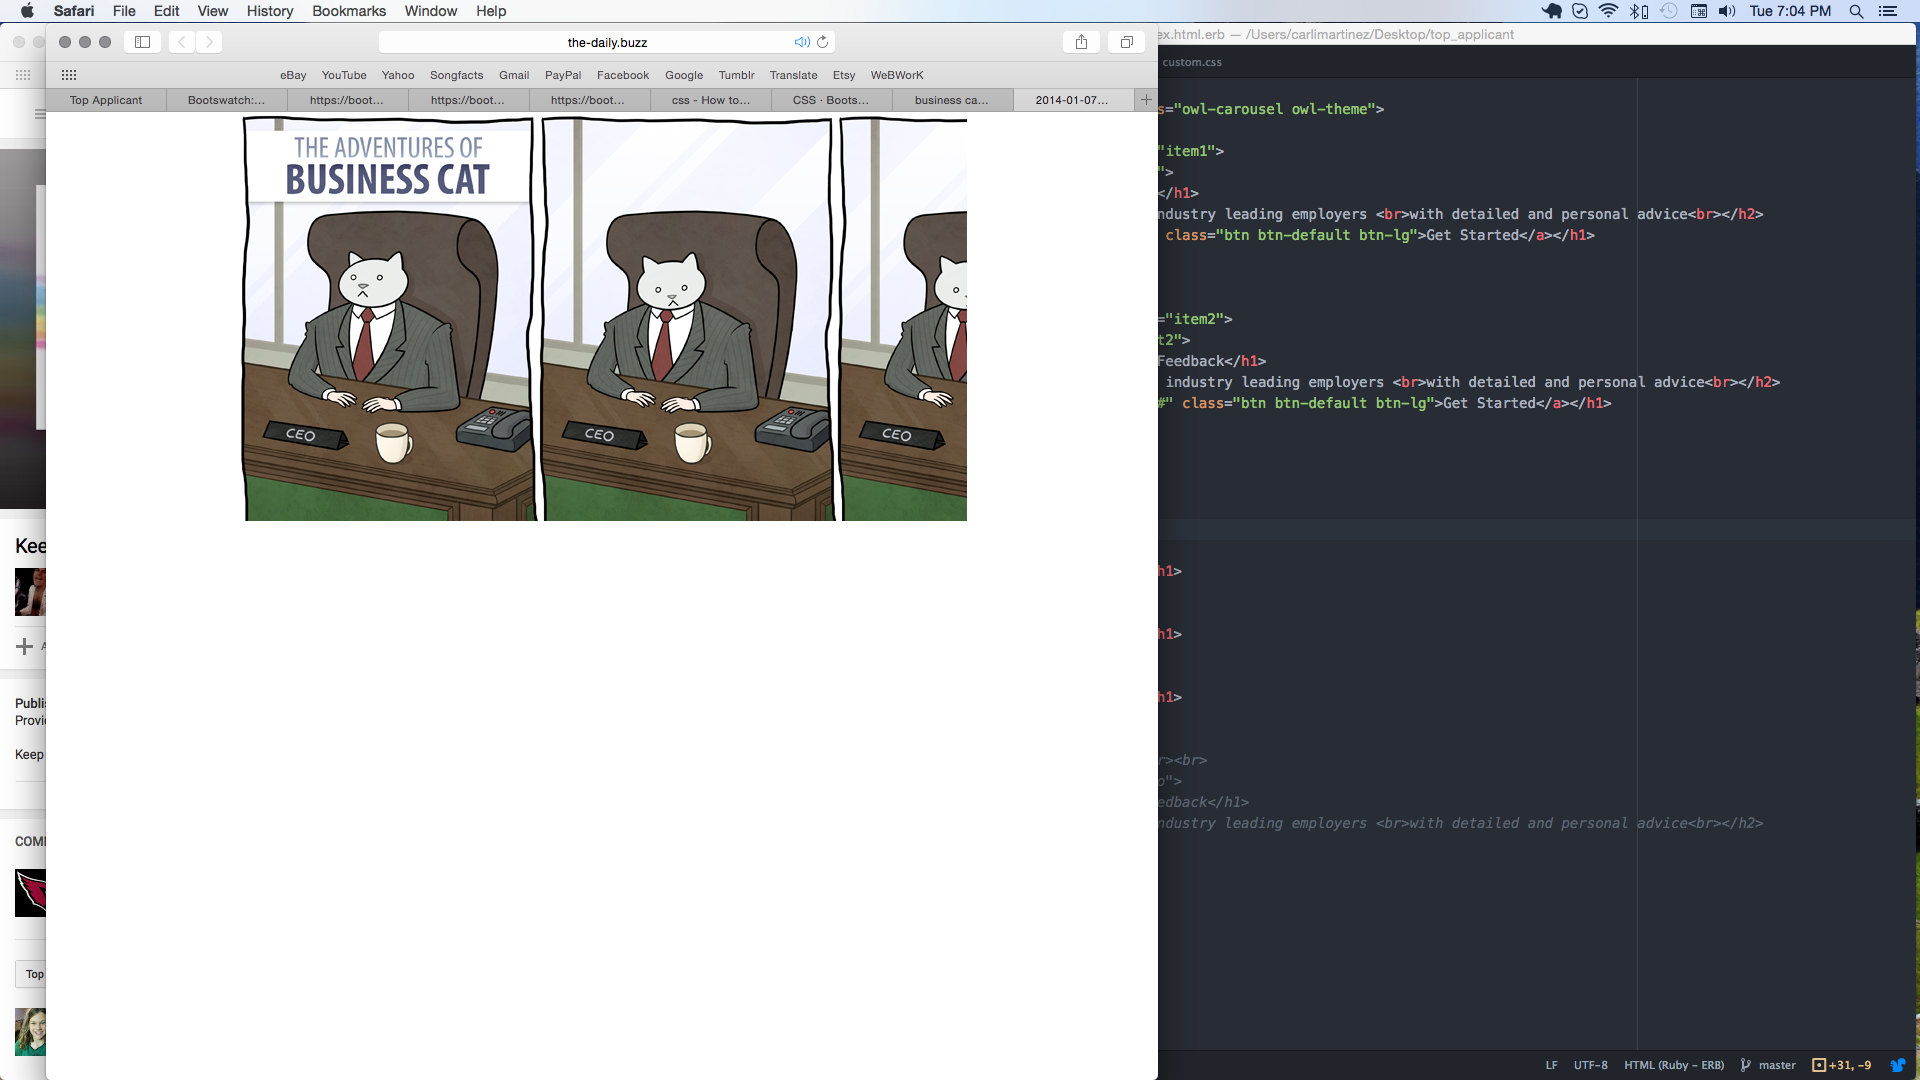 Safari File Edit View History Bookmarks Window Help
Tue 7:04 PM
the-daily.buzz
eBay YouTube Yahoo Songfacts Gmail PayPal Facebook Google Tumblr Translate Etsy WeBWorK
Top Applicant Bootswatch:... https://boot... https://boot... https://boot... css - How to... CSS · Boots... business ca... 2014-01-07...
THE ADVENTURES OF
BUSINESS CAT
CEO
CEO
CEO
Kee
A
Publis
Provid
Keep
COM
Top
ex.html.erb — /Users/carlimartinez/Desktop/top_applicant
custom.css
s="owl-carousel owl-theme">
"item1">
">
</h1>
ndustry leading employers <br>with detailed and personal advice<br></h2>
class="btn btn-default btn-lg">Get Started</a></h1>
="item2">
t2">
Feedback</h1>
industry leading employers <br>with detailed and personal advice<br></h2>
#" class="btn btn-default btn-lg">Get Started</a></h1>
h1>
h1>
h1>
r><br>
o">
edback</h1>
ndustry leading employers <br>with detailed and personal advice<br></h2>
LF UTF-8 HTML (Ruby - ERB) master +31, -9